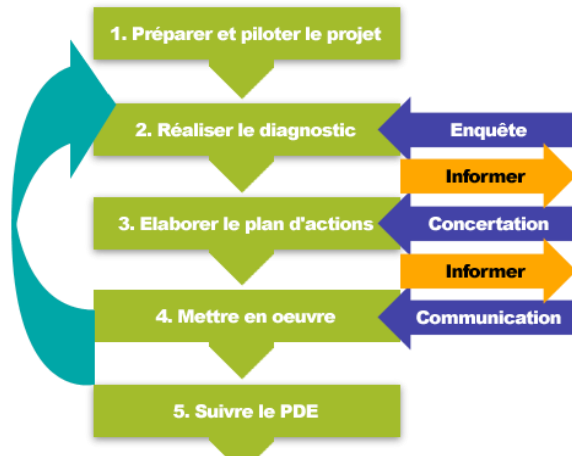 1. Préparer et piloter le projet
2. Réaliser le diagnostic
Enquête
Informer
3. Elaborer le plan d'actions
Concertation
Informer
4. Mettre en oeuvre
Communication
5. Suivre le PDE